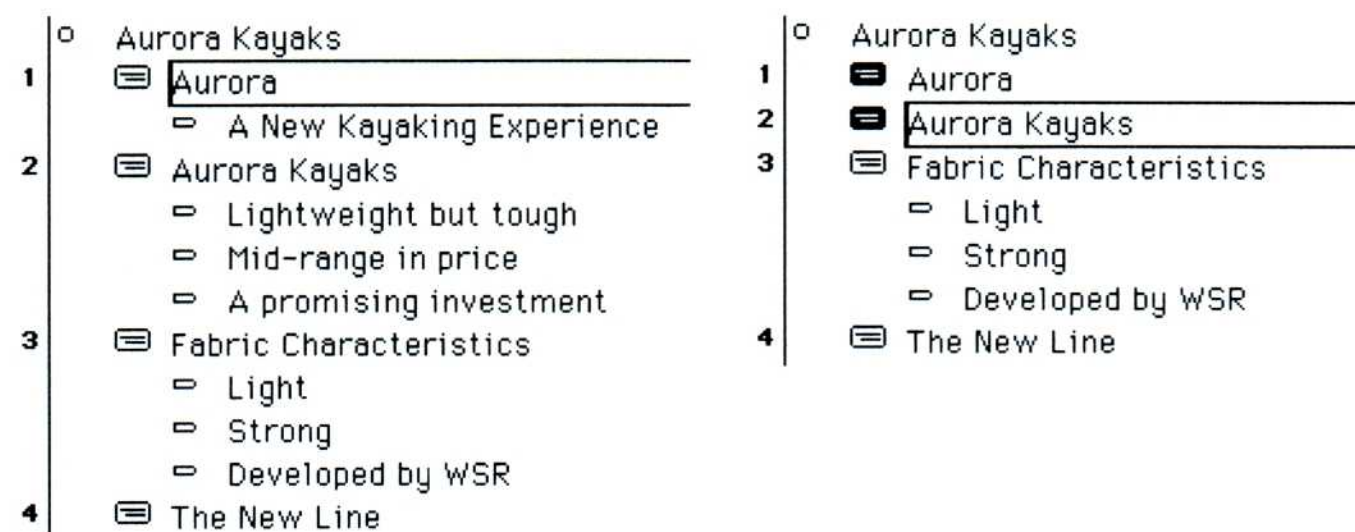 Aurora Kayaks
1 Aurora
A New Kayaking Experience
2 Aurora Kayaks
Lightweight but tough
Mid-range in price
A promising investment
3 Fabric Characteristics
Light
Strong
Developed by WSR
4 The New Line
Aurora Kayaks
1 Aurora
2 Aurora Kayaks
3 Fabric Characteristics
Light
Strong
Developed by WSR
4 The New Line